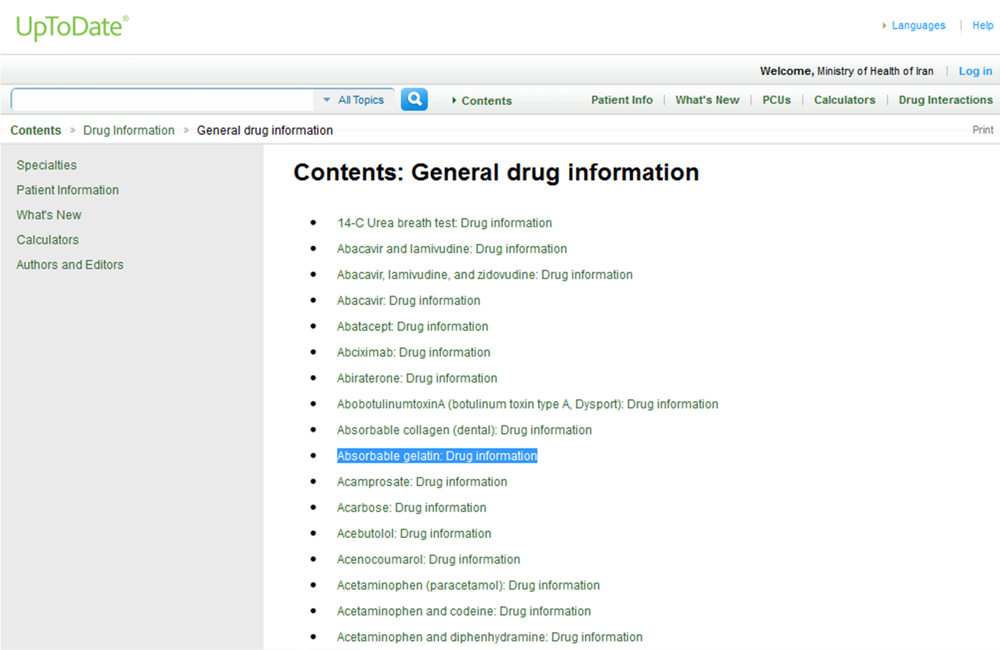 UpToDate®
Languages | Help
Welcome, Ministry of Health of Iran | Log in
All Topics
Contents
Patient Info | What's New | PCUs | Calculators | Drug Interactions
Contents » Drug Information » General drug information
Print
Specialties
Patient Information
What's New
Calculators
Authors and Editors
Contents: General drug information
14-C Urea breath test: Drug information
Abacavir and lamivudine: Drug information
Abacavir, lamivudine, and zidovudine: Drug information
Abacavir: Drug information
Abatacept: Drug information
Abciximab: Drug information
Abiraterone: Drug information
AbobotulinumtoxinA (botulinum toxin type A, Dysport): Drug information
Absorbable collagen (dental): Drug information
Absorbable gelatin: Drug information
Acamprosate: Drug information
Acarbose: Drug information
Acebutolol: Drug information
Acenocoumarol: Drug information
Acetaminophen (paracetamol): Drug information
Acetaminophen and codeine: Drug information
Acetaminophen and diphenhydramine: Drug information